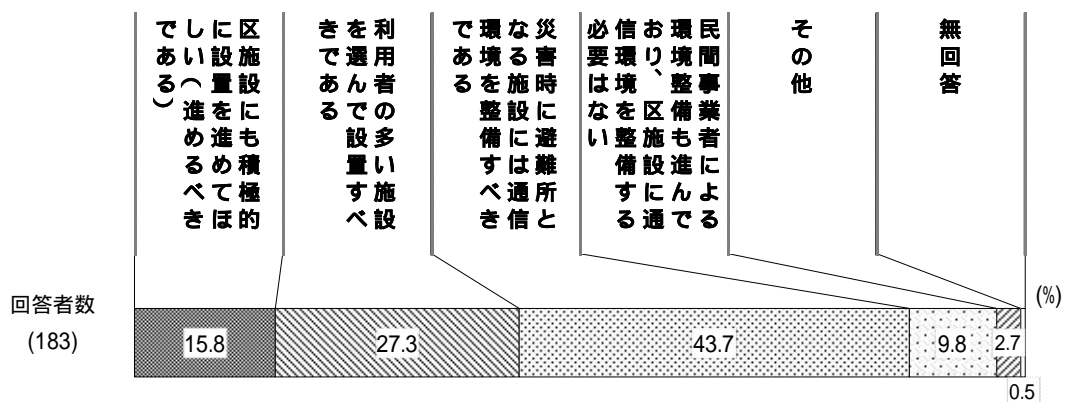 区施設にも積極的
に設置を進めてほ
しい（進めるべき
である）
利用者の多い施設
を選んで設置すべ
きである
災害時に避難所と
なる施設には通信
環境を整備すべき
である
民間事業者による
環境整備も進んで
おり、区施設に通
信環境を整備する
必要はない
その他
無回答
(%)
回答者数
(183)
15.8
27.3
43.7
9.8
2.7
0.5